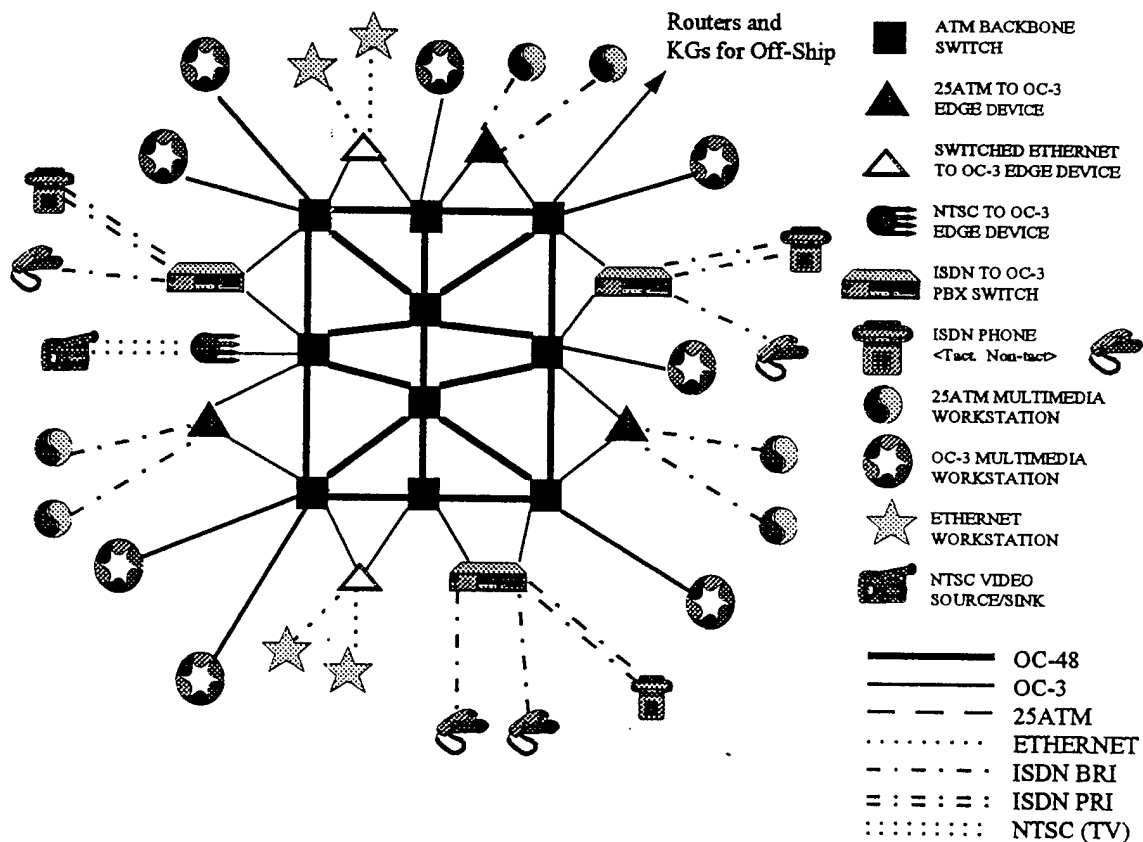 Routers and
KGs for Off-Ship
ATM BACKBONE
SWITCH
25ATM TO OC-3
EDGE DEVICE
SWITCHED ETHERNET
TO OC-3 EDGE DEVICE
NTSC TO OC-3
EDGE DEVICE
ISDN TO OC-3
PBX SWITCH
ISDN PHONE
<Tact. Non-tact>
25ATM MULTIMEDIA
WORKSTATION
OC-3 MULTIMEDIA
WORKSTATION
ETHERNET
WORKSTATION
NTSC VIDEO
SOURCE/SINK
OC-48
OC-3
25ATM
ETHERNET
ISDN BRI
ISDN PRI
NTSC (TV)